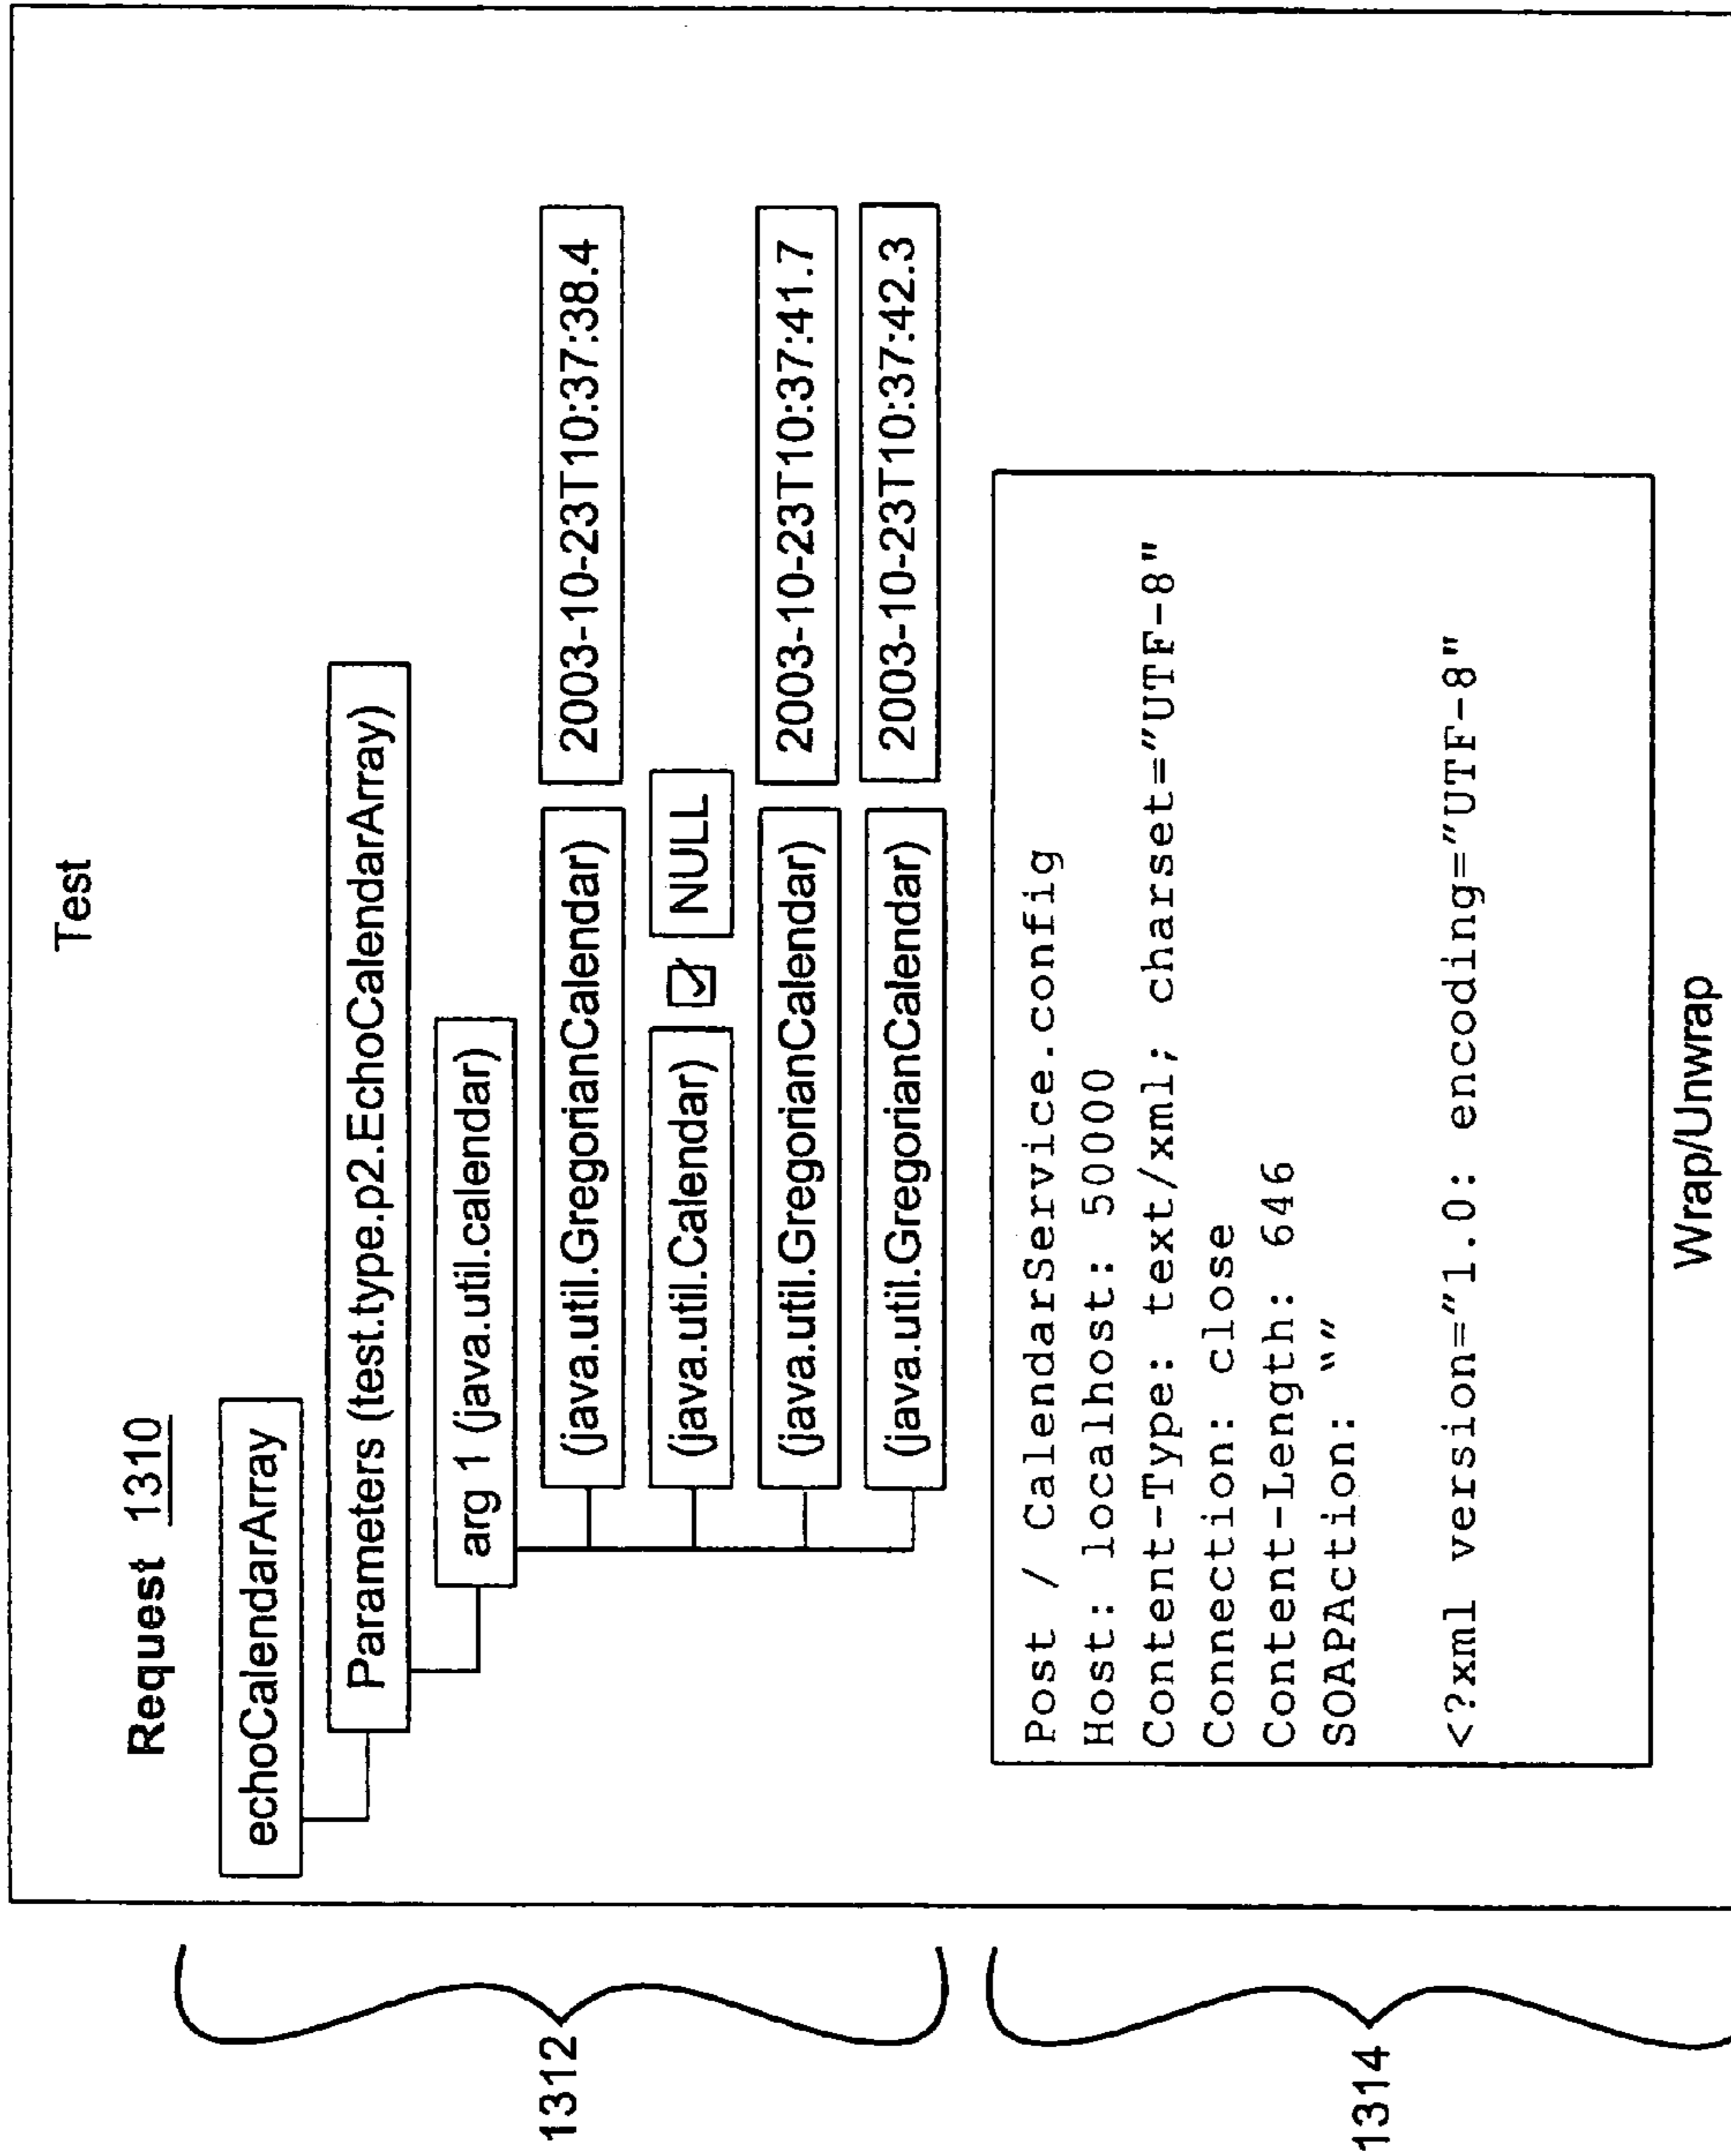 Test
Request 1310
echoCalendarArray
Parameters (test.type.p2.EchoCalendarArray)
arg 1 (java.util.calendar)
(java.util.GregorianCalendar) 2003-10-23T10:37:38.4
(java.util.Calendar) NULL
(java.util.GregorianCalendar) 2003-10-23T10:37:41.7
(java.util.GregorianCalendar) 2003-10-23T10:37:42.3
1312
Post / CalendarService.config
Host: localhost: 50000
Content-Type: text/xml; charset=”UTF-8"
Connection: close
Content-Length: 646
SOAPAction: “”
<?xml version=”1.0: encoding=”UTF-8"
1314
Wrap/Unwrap